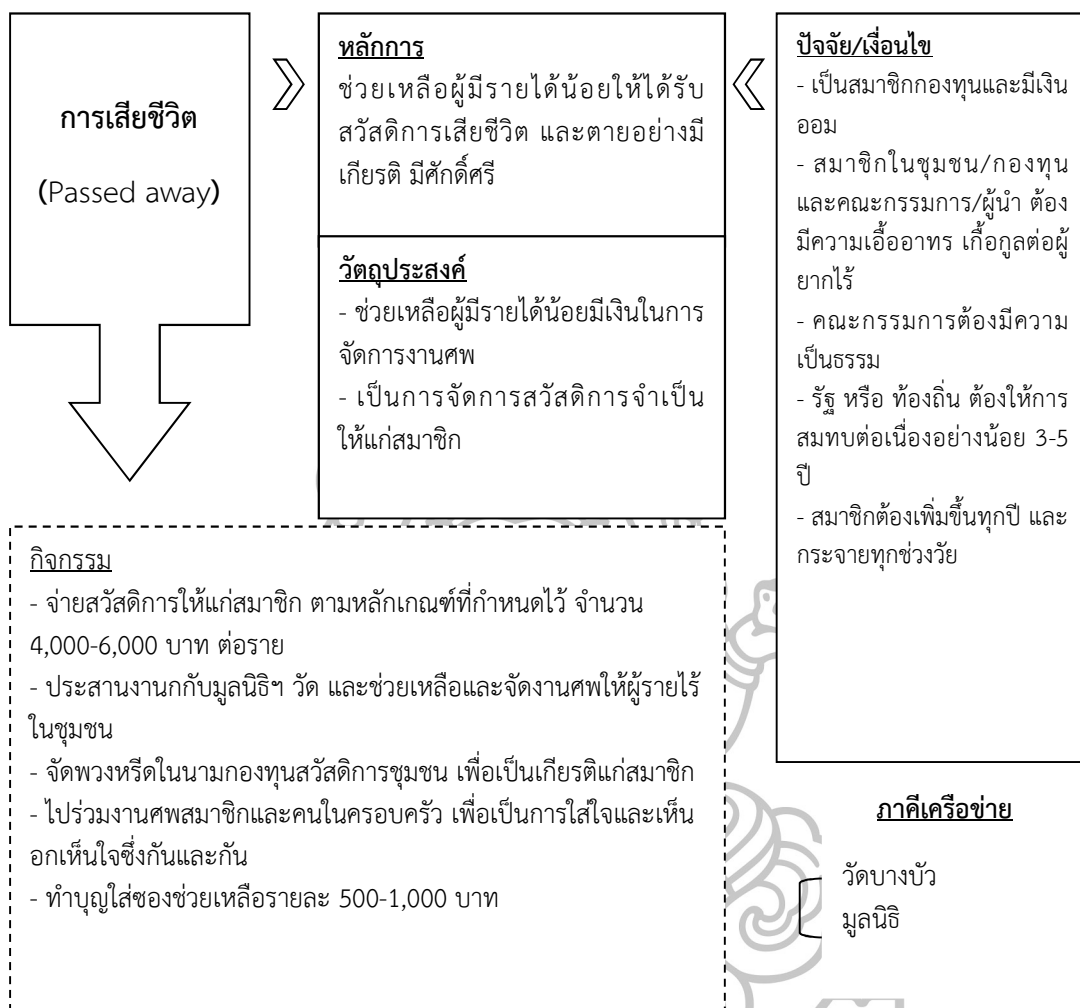 การเสียชีวิต
(Passed away)
หลักการ
ช่วยเหลือผู้มีรายได้น้อยให้ได้รับ
สวัสดิการเสียชีวิต และตายอย่างมี
เกียรติ มีศักดิ์ศรี
วัตถุประสงค์
- ช่วยเหลือผู้มีรายได้น้อยมีเงินในการ
จัดการงานศพ
- เป็นการจัดการสวัสดิการจำเป็น
ให้แก่สมาชิก
ปัจจัย/เงื่อนไข
- เป็นสมาชิกกองทุนและมีเงิน
ออม
- สมาชิกในชุมชน/กองทุน
และคณะกรรมการ/ผู้นำ ต้อง
มีความเอื้ออาทร เกื้อกูลต่อผู้
ยากไร้
- คณะกรรมการต้องมีความ
เป็นธรรม
- รัฐ หรือ ท้องถิ่น ต้องให้การ
สมทบต่อเนื่องอย่างน้อย 3-5
ปี
- สมาชิกต้องเพิ่มขึ้นทุกปี และ
กระจายทุกช่วงวัย
กิจกรรม
- จ่ายสวัสดิการให้แก่สมาชิก ตามหลักเกณฑ์ที่กำหนดไว้ จำนวน
4,000-6,000 บาท ต่อราย
- ประสานงานกกับมูลนิธิฯ วัด และช่วยเหลือและจัดงานศพให้ผู้รายไร้
ในชุมชน
- จัดพวงหรีดในนามกองทุนสวัสดิการชุมชน เพื่อเป็นเกียรติแก่สมาชิก
- ไปร่วมงานศพสมาชิกและคนในครอบครัว เพื่อเป็นการใส่ใจและเห็น
อกเห็นใจซึ่งกันและกัน
- ทำบุญใส่ซองช่วยเหลือรายละ 500-1,000 บาท
ภาคีเครือข่าย
วัดบางบัว
มูลนิธิ